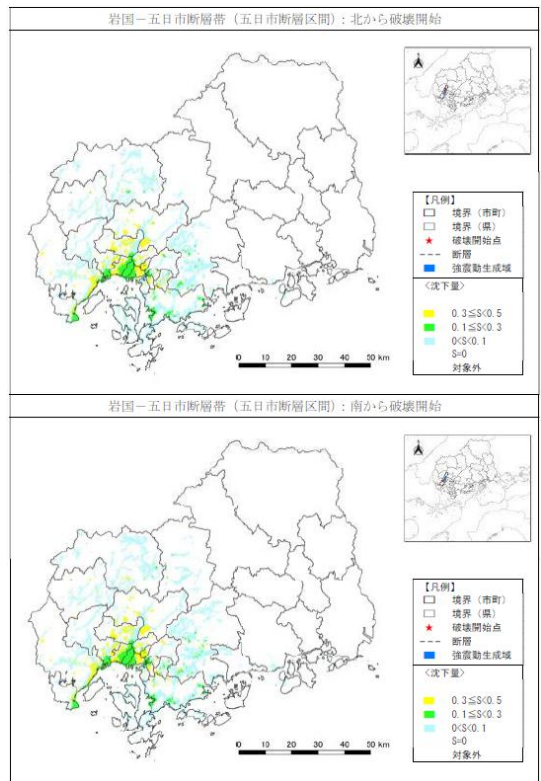 岩国－五日市断層帯（五日市断層区間）：北から破壊開始
【凡例】
境界（市町）
境界（県）
破壊開始点
断層
強震動生成域
<沈下量>
0.3≦S<0.5
0.1≦S<0.3
0<S<0.1
S=0
対象外
0 10 20 30 40 50 km
岩国－五日市断層帯（五日市断層区間）：南から破壊開始
【凡例】
境界（市町）
境界（県）
破壊開始点
断層
強震動生成域
<沈下量>
0.3≦S<0.5
0.1≦S<0.3
0<S<0.1
S=0
対象外
0 10 20 30 40 50 km